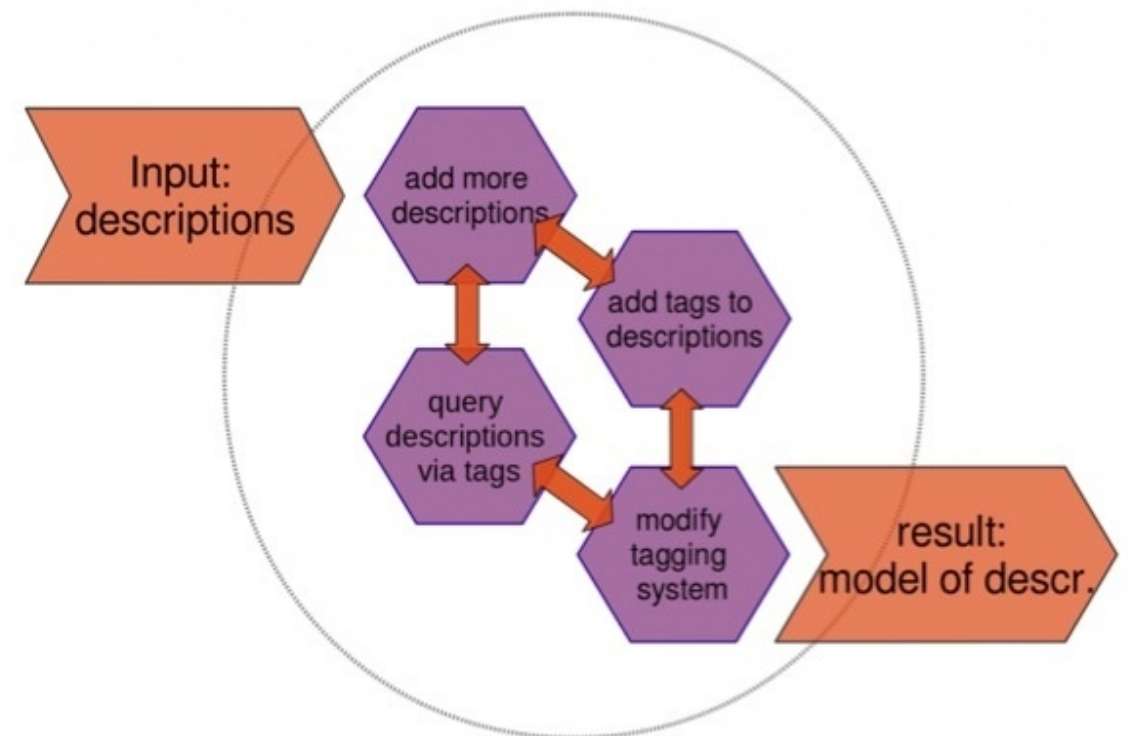 Input:
descriptions
add more
descriptions
add tags to
descriptions
query
descriptions
via tags
modify
tagging
system
result:
model of descr.